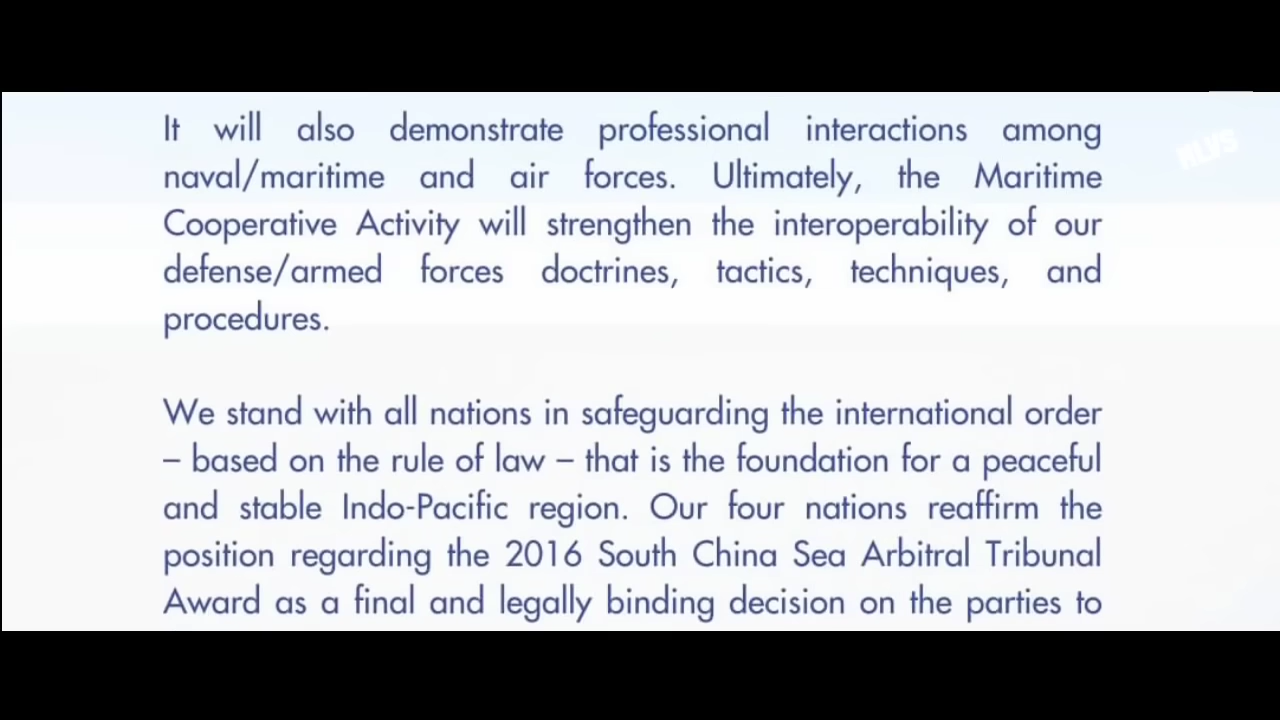 It will also demonstrate professional interactions among
naval/maritime and air forces. Ultimately, the Maritime
Cooperative Activity will strengthen the interoperability of our
defense/armed forces doctrines, tactics, techniques, and
procedures.
We stand with all nations in safeguarding the international order
– based on the rule of law – that is the foundation for a peaceful
and stable Indo-Pacific region. Our four nations reaffirm the
position regarding the 2016 South China Sea Arbitral Tribunal
Award as a final and legally binding decision on the parties to